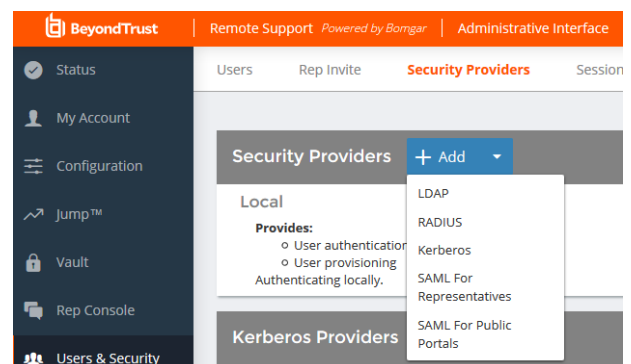 BeyondTrust
Remote Support Powered by Bomgar
Administrative Interface
Status
My Account
Configuration
Jump™
Vault
Rep Console
Users & Security
Users
Rep Invite
Security Providers
Session
Security Providers
+ Add
LDAP
RADIUS
Kerberos
SAML For
Representatives
SAML For Public
Portals
Local
Provides:
User authentication
User provisioning
Authenticating locally.
Kerberos Providers